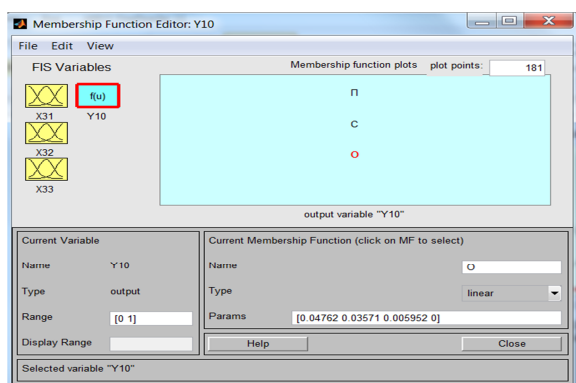 Membership Function Editor: Y10
File Edit View
FIS Variables
Membership function plots plot points: 181
f(u)
X31 Y10
X32
X33
П
С
О
output variable "Y10"
Current Variable
Name Y10
Type output
Range [0 1]
Display Range
Current Membership Function (click on MF to select)
Name О
Type linear
Params [0.04762 0.03571 0.005952 0]
Help Close
Selected variable "Y10"